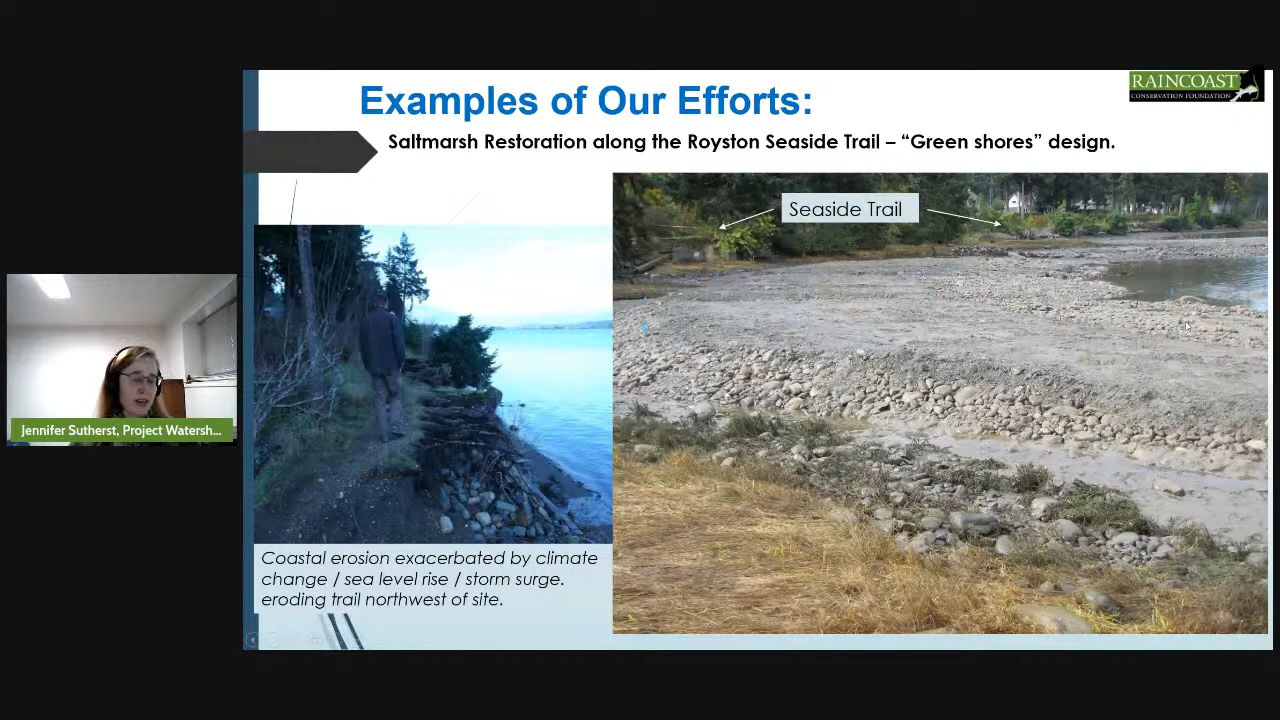 Examples of Our Efforts:
RAINCOAST
CONSERVATION FOUNDATION
Saltmarsh Restoration along the Royston Seaside Trail – “Green shores” design.
Seaside Trail
Jennifer Sutherst, Project Watersh...
Coastal erosion exacerbated by climate
change / sea level rise / storm surge.
eroding trail northwest of site.